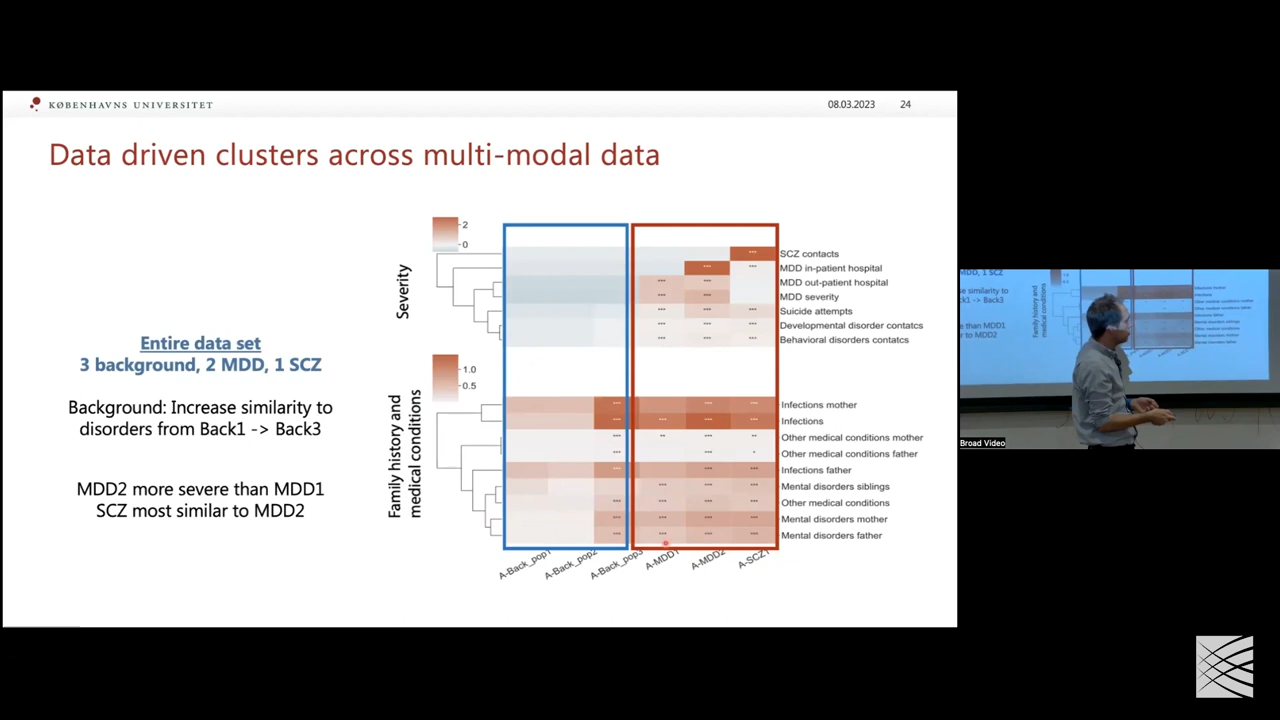 KØBENHAVNS UNIVERSITET
08.03.2023
24
Data driven clusters across multi-modal data
Entire data set
3 background, 2 MDD, 1 SCZ
Background: Increase similarity to
disorders from Back1 -> Back3
MDD2 more severe than MDD1
SCZ most similar to MDD2
Severity
2
0
SCZ contacts
MDD in-patient hospital
MDD out-patient hospital
MDD severity
Suicide attempts
Developmental disorder contatcs
Behavioral disorders contatcs
Family history and
medical conditions
1.0
0.5
Infections mother
Infections
Other medical conditions mother
Other medical conditions father
Infections father
Mental disorders siblings
Other medical conditions
Mental disorders mother
Mental disorders father
A-Back_pop1
A-Back_pop2
A-Back_pop3
A-MDD1
A-MDD2
A-SCZ1
Broad Video